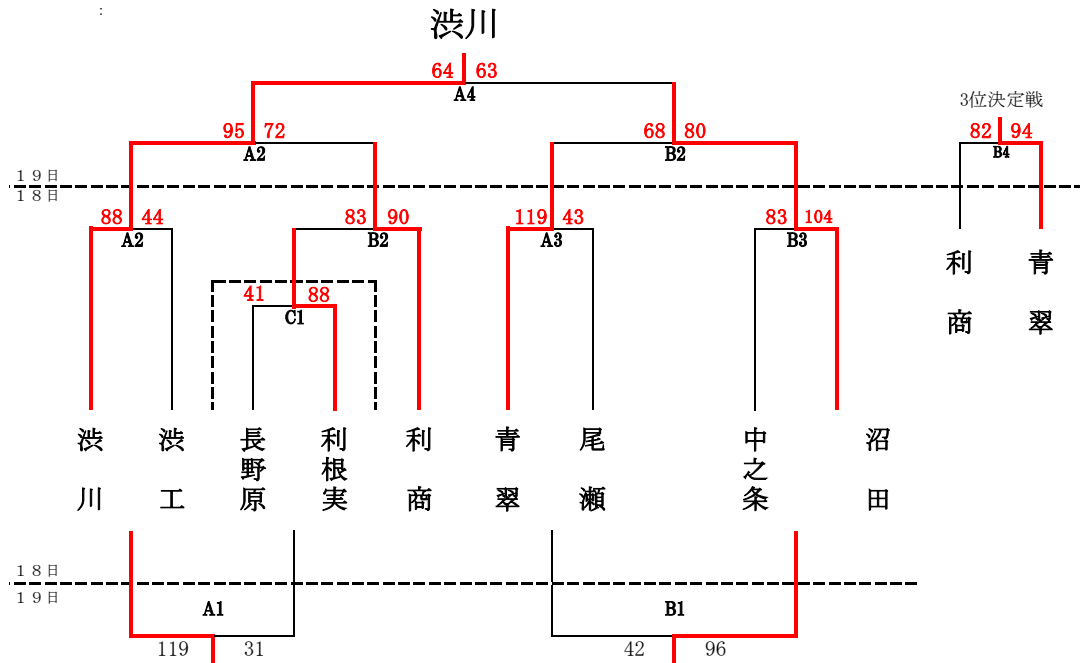 :
渋川
64 63
A4
3位決定戦
95 72
A2
68 80
B2
82 94
B4
19日
18日
88 44
A2
83 90
B2
119 43
A3
83 104
B3
利商
青翠
41 88
C1
渋川
渋工
長野原
利根実
利商
青翠
尾瀬
中之条
沼田
18日
19日
A1
B1
119 31
42 96